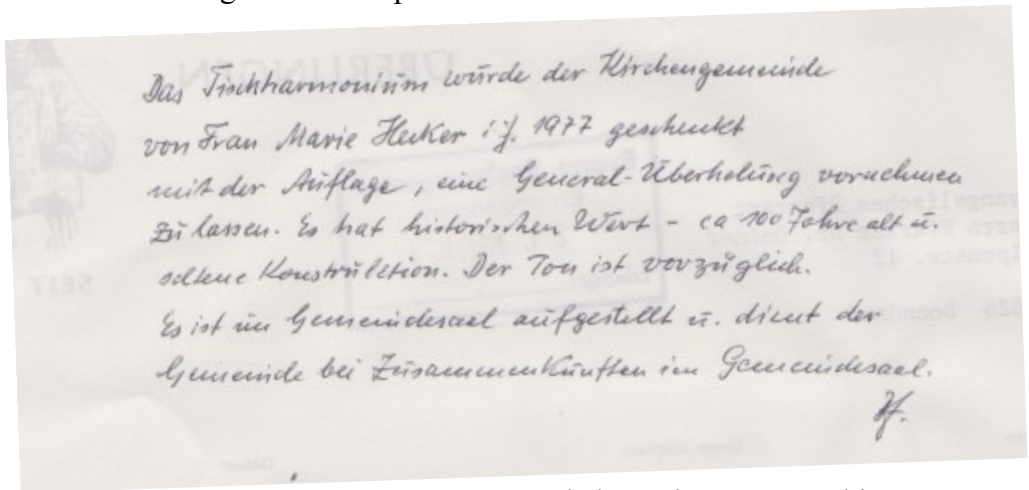 Das Tischharmonium wurde der Kirchengemeinde
von Frau Marie Hecker i. J. 1977 geschenkt
mit der Auflage, eine General-Überholung vornehmen
zu lassen. Es hat historischen Wert - ca 100 Jahre alt u.
seltene Konstruktion. Der Ton ist vorzüglich.
Es ist im Gemeindesaal aufgestellt u. dient der
Gemeinde bei Zusammenkünften im Gemeindesaal.